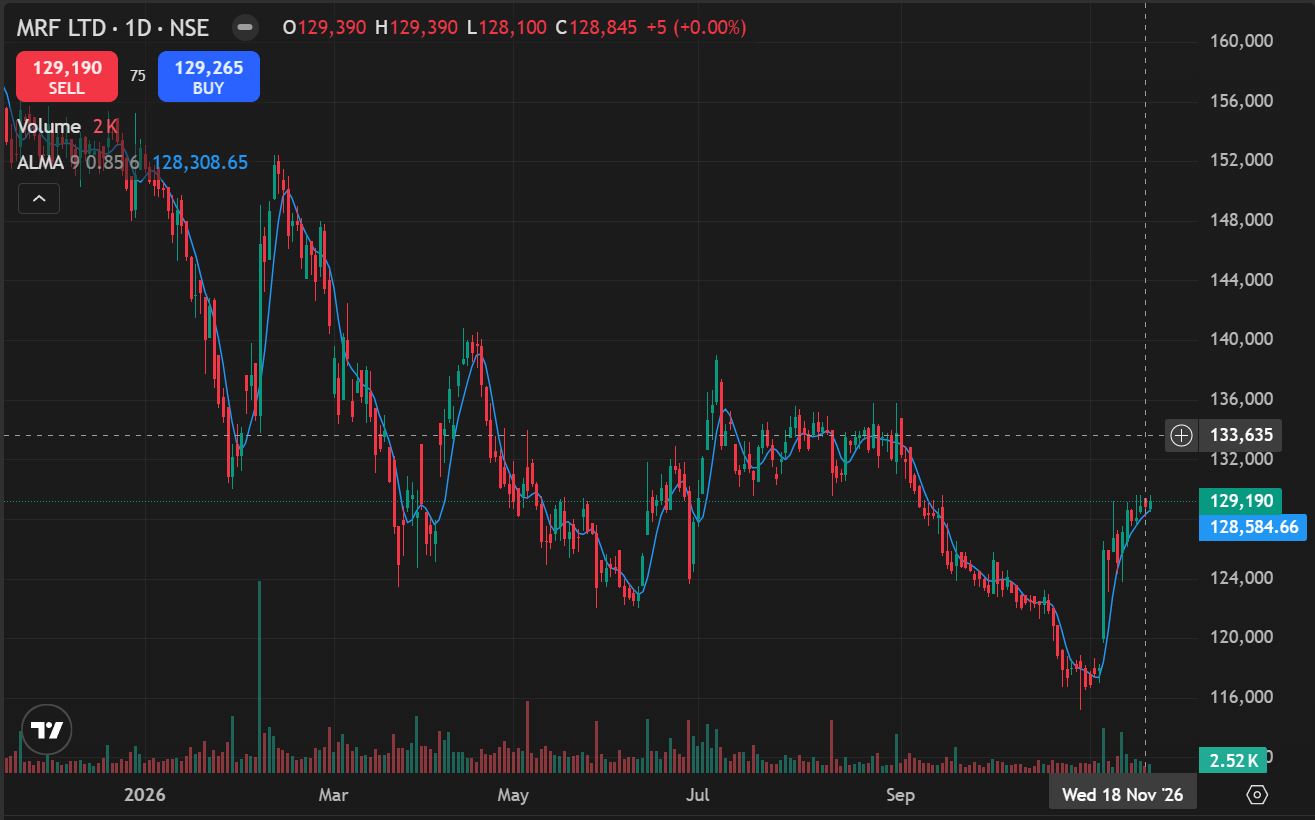 MRF LTD · 1D · NSE O129,390 H129,390 L128,100 C128,845 +5 (+0.00%)
129,190
SELL
75
129,265
BUY
Volume 2 K
ALMA 9 0.85 6 128,308.65
160,000
156,000
152,000
148,000
144,000
140,000
136,000
133,635
132,000
129,190
128,584.66
124,000
120,000
116,000
2.52 K
2026 Mar May Jul Sep Wed 18 Nov '26